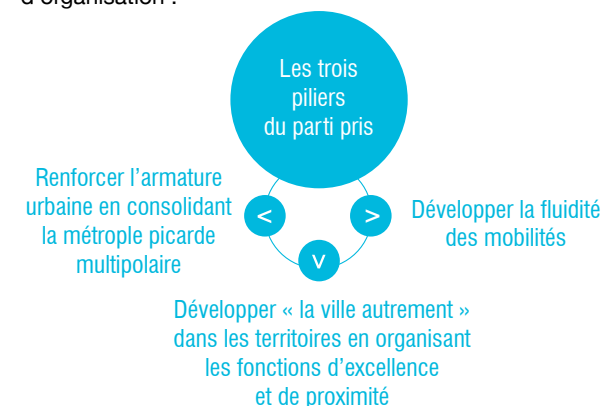 d'organisation :
Les trois
piliers
du parti pris
Renforcer l'armature
urbaine en consolidant
la métrople picarde
multipolaire
<
>
Développer la fluidité
des mobilités
v
Développer « la ville autrement »
dans les territoires en organisant
les fonctions d'excellence
et de proximité